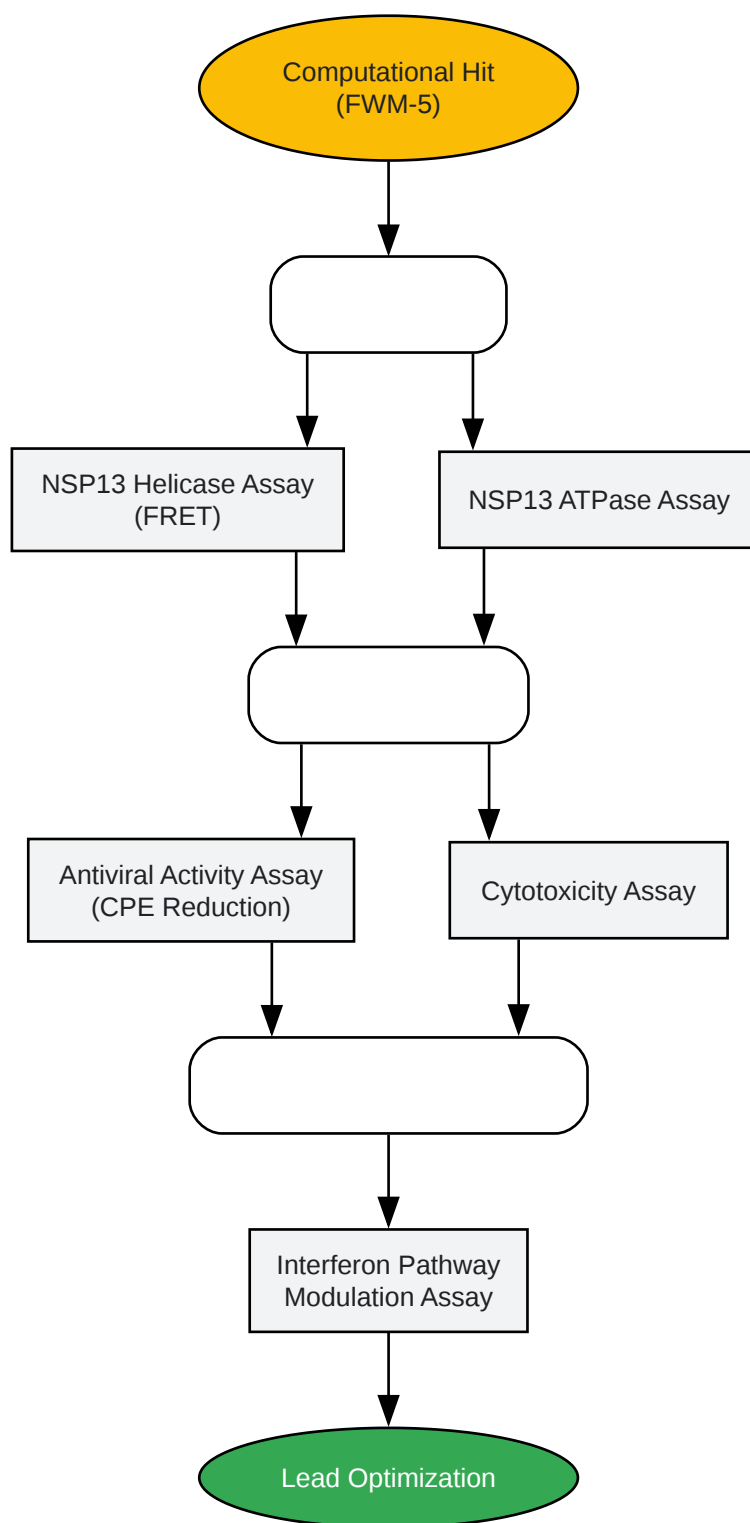 Computational Hit
(FWM-5)
NSP13 Helicase Assay
(FRET)
NSP13 ATPase Assay
Antiviral Activity Assay
(CPE Reduction)
Cytotoxicity Assay
Interferon Pathway
Modulation Assay
Lead Optimization